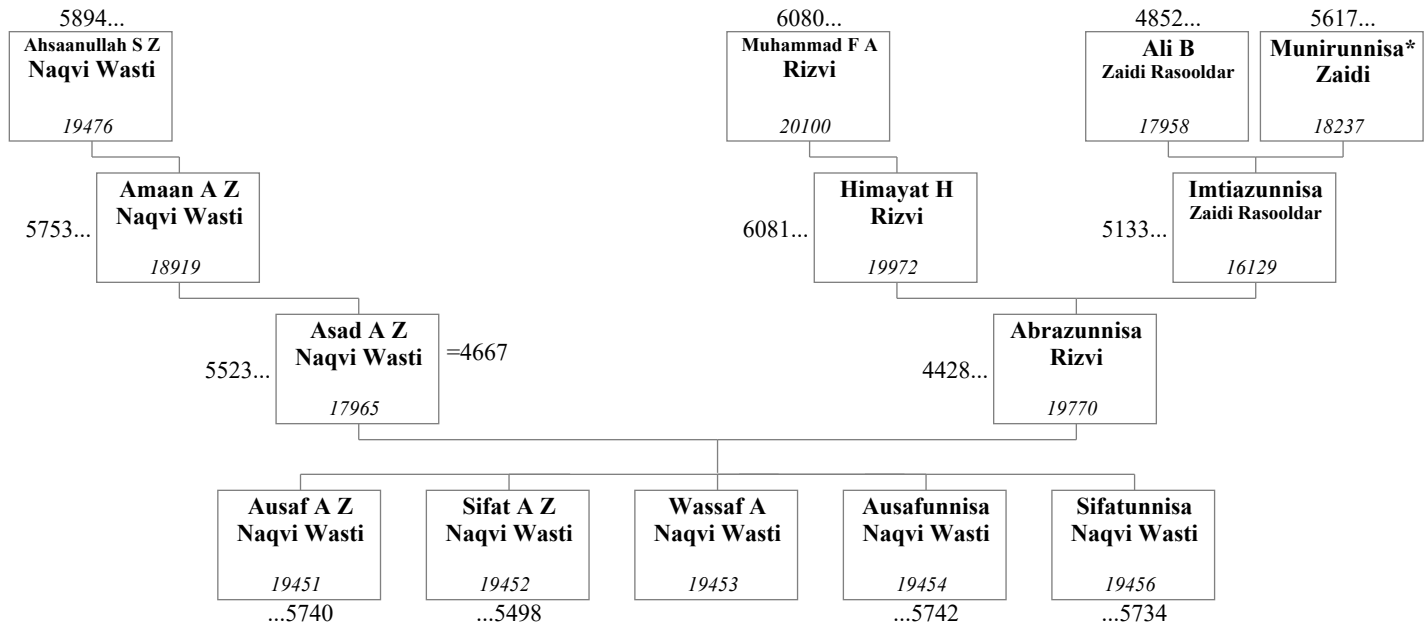 5894...
Ahsaanullah S Z
Naqvi Wasti
19476
6080...
Muhammad F A
Rizvi
20100
4852...
Ali B
Zaidi Rasooldar
17958
5617...
Munirunnisa*
Zaidi
18237
5753...
Amaan A Z
Naqvi Wasti
18919
6081...
Himayat H
Rizvi
19972
5133...
Imtiazunnisa
Zaidi Rasooldar
16129
5523...
Asad A Z
Naqvi Wasti
17965
=4667
4428...
Abrazunnisa
Rizvi
19770
Ausaf A Z
Naqvi Wasti
19451
...5740
Sifat A Z
Naqvi Wasti
19452
...5498
Wassaf A
Naqvi Wasti
19453
Ausafunnisa
Naqvi Wasti
19454
...5742
Sifatunnisa
Naqvi Wasti
19456
...5734